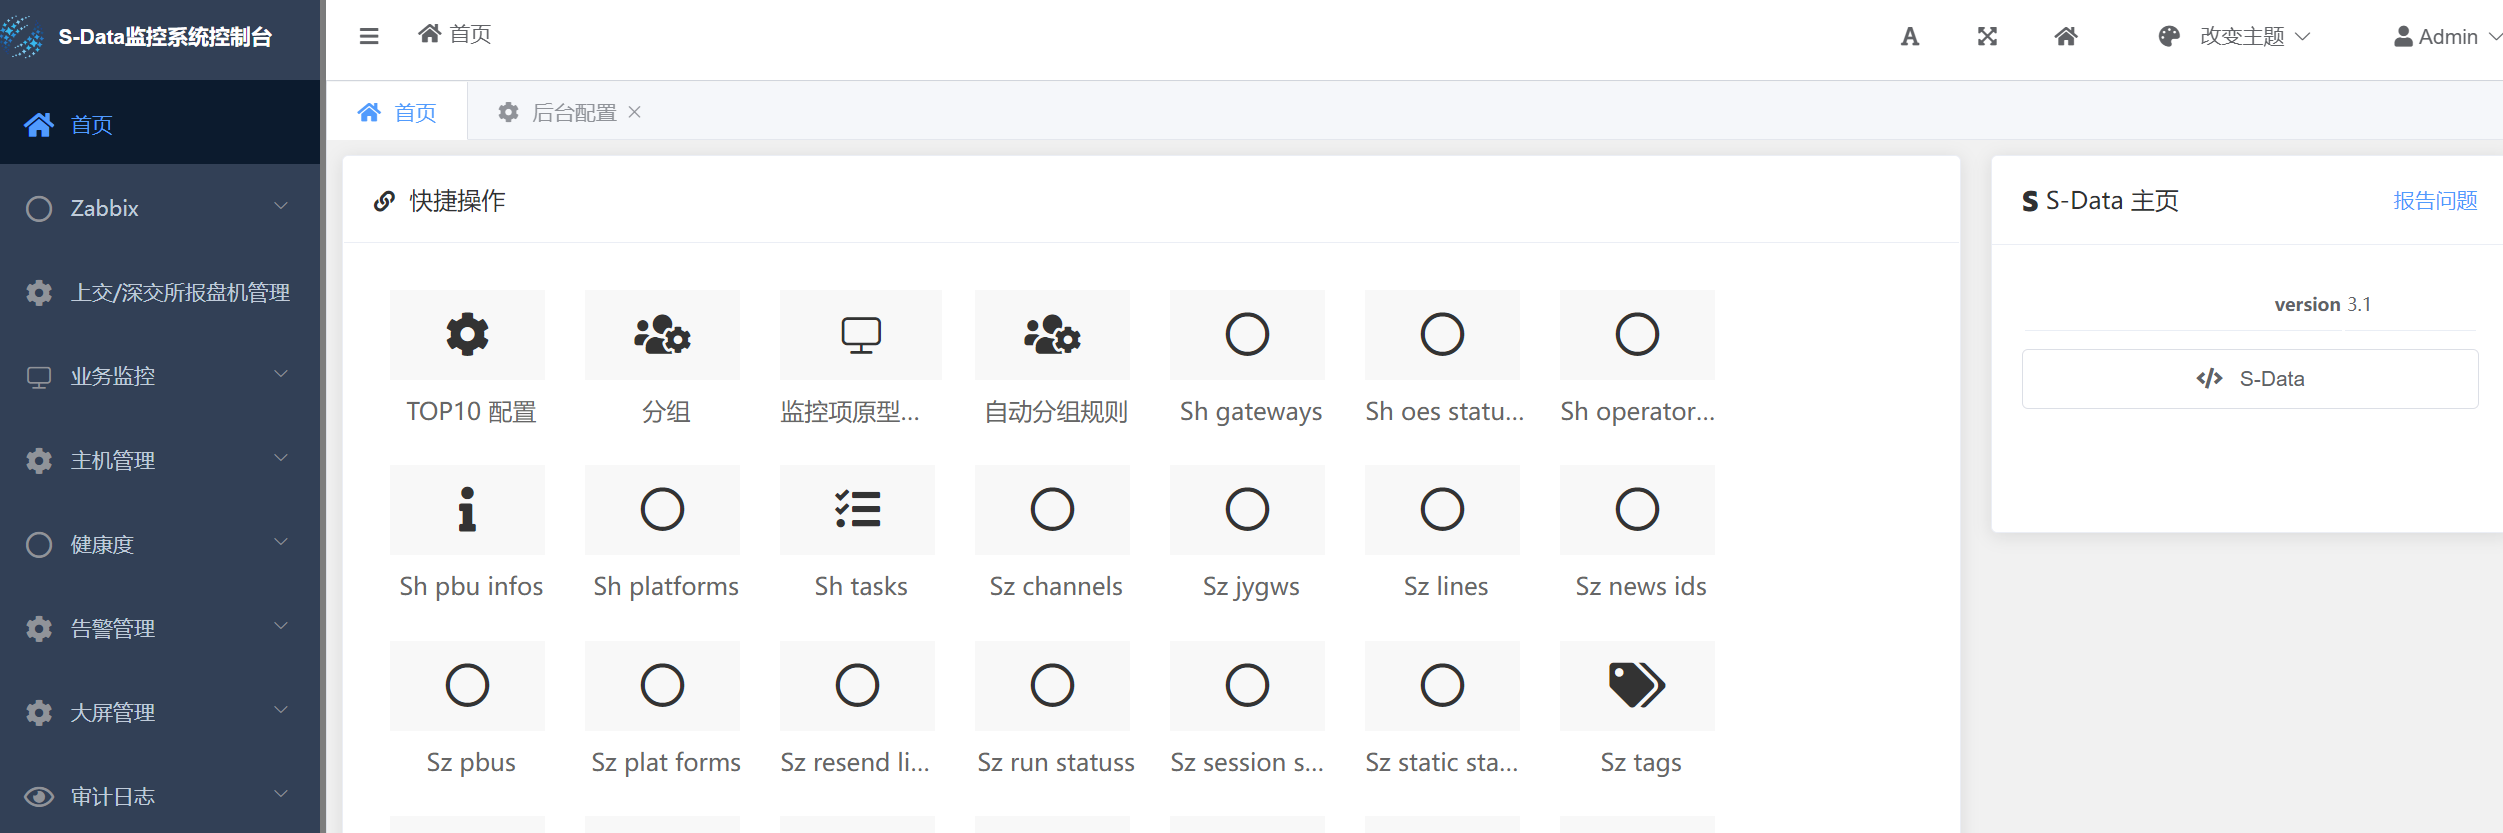 S-Data监控系统控制台
首页
改变主题
Admin
首页
后台配置
首页
Zabbix
上交/深交所报盘机管理
业务监控
主机管理
健康度
告警管理
大屏管理
审计日志
快捷操作
TOP10 配置
分组
监控项原型...
自动分组规则
Sh gateways
Sh oes statu...
Sh operator...
Sh pbu infos
Sh platforms
Sh tasks
Sz channels
Sz jygws
Sz lines
Sz news ids
Sz pbus
Sz plat forms
Sz resend li...
Sz run statuss
Sz session s...
Sz static sta...
Sz tags
S-Data 主页
报告问题
version 3.1
S-Data